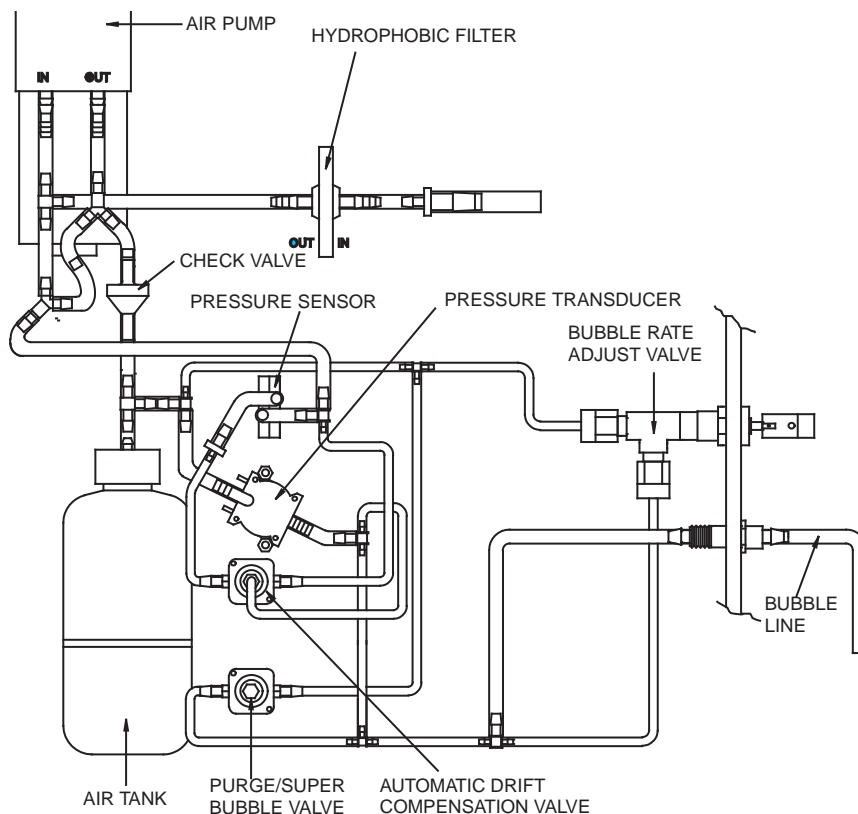 AIR PUMP
HYDROPHOBIC FILTER
IN
OUT
OUT
IN
CHECK VALVE
PRESSURE SENSOR
PRESSURE TRANSDUCER
BUBBLE RATE
ADJUST VALVE
BUBBLE
LINE
AIR TANK
PURGE/SUPER
BUBBLE VALVE
AUTOMATIC DRIFT
COMPENSATION VALVE